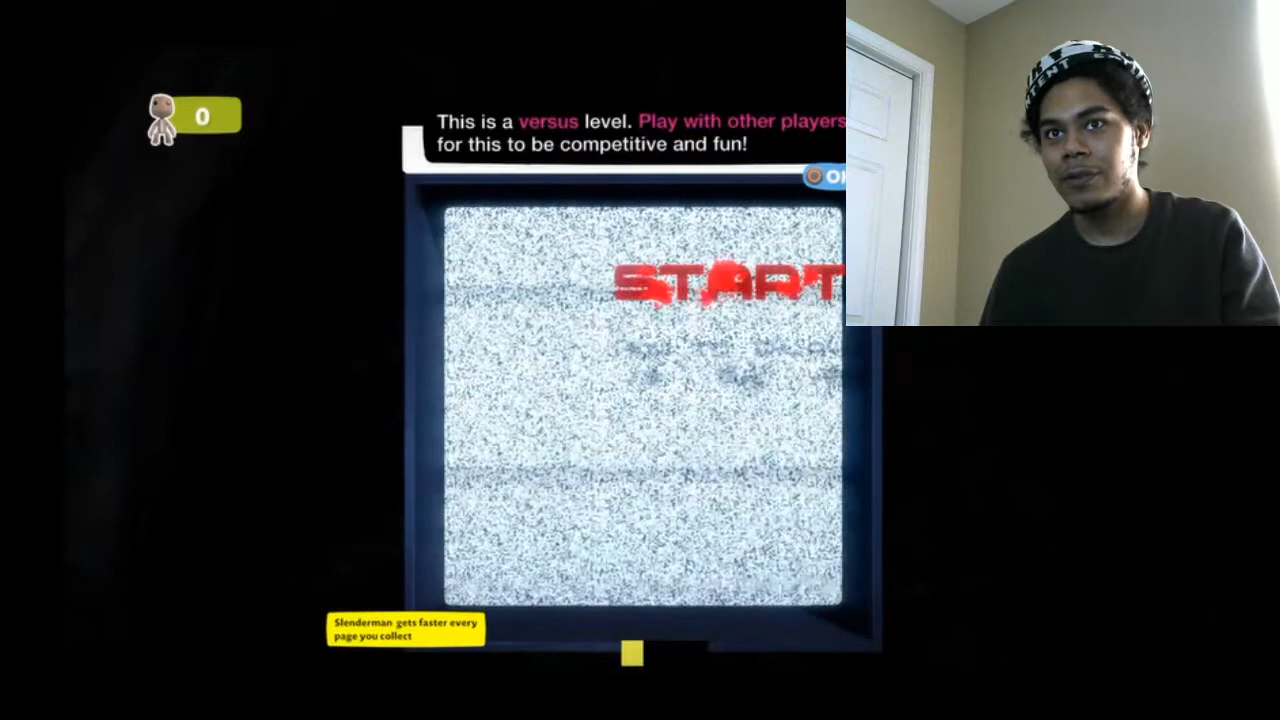 0
This is a versus level. Play with other players
for this to be competitive and fun!
START
Slenderman gets faster every
page you collect